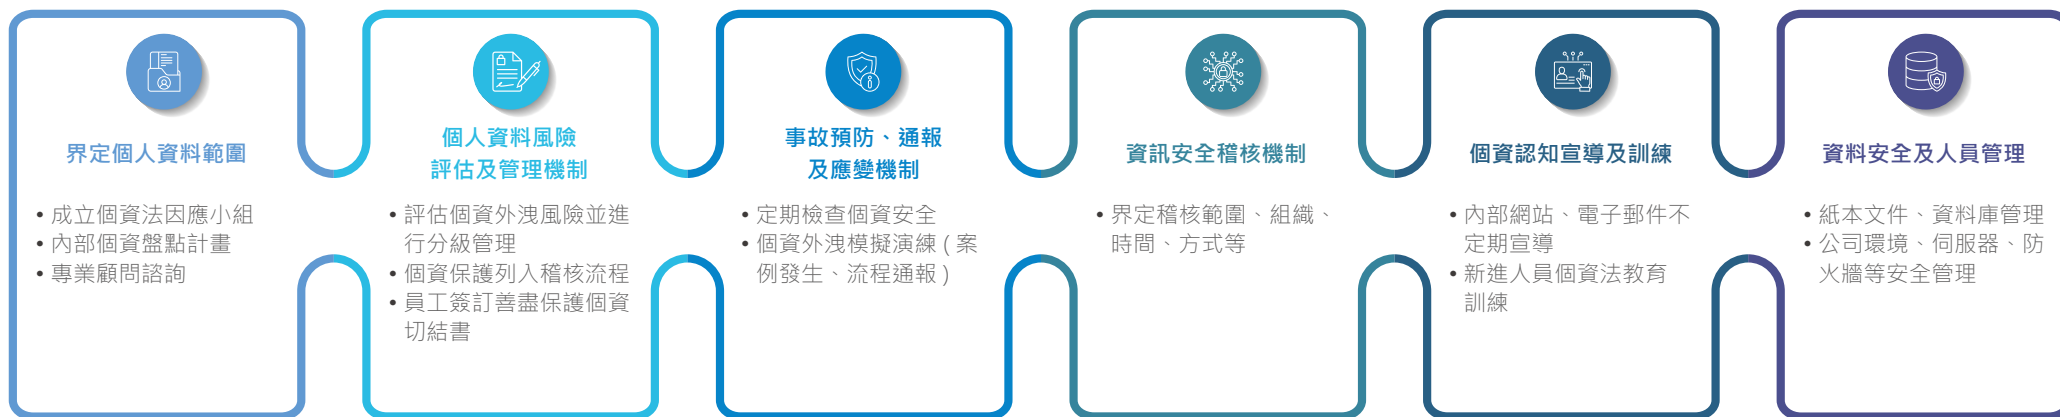 界定個人資料範圍
• 成立個資法因應小組
• 內部個資盤點計畫
• 專業顧問諮詢
個人資料風險
評估及管理機制
• 評估個資外洩風險並進
行分級管理
• 個資保護列入稽核流程
• 員工簽訂善盡保護個資
切結書
事故預防、通報
及應變機制
• 定期檢查個資安全
• 個資外洩模擬演練 ( 案
例發生、流程通報 )
資訊安全稽核機制
• 界定稽核範圍、組織、
時間、方式等
個資認知宣導及訓練
• 內部網站、電子郵件不
定期宣導
• 新進人員個資法教育
訓練
資料安全及人員管理
• 紙本文件、資料庫管理
• 公司環境、伺服器、防
火牆等安全管理